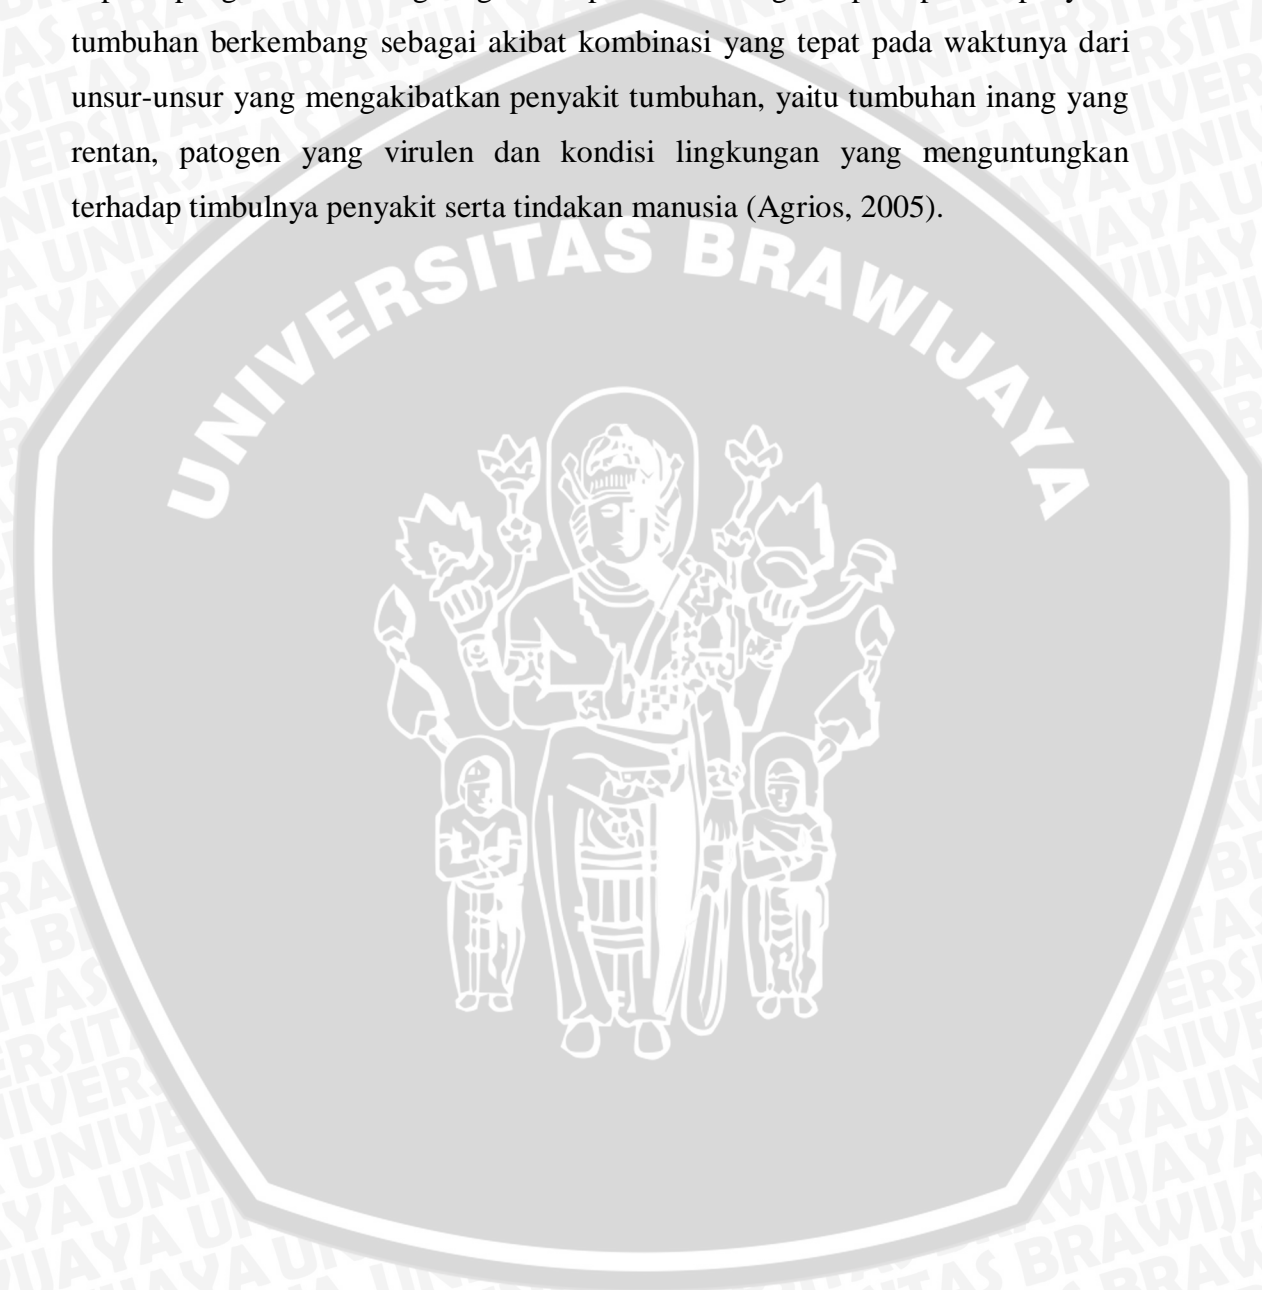 tumbuhan berkembang sebagai akibat kombinasi yang tepat pada waktunya dari
unsur-unsur yang mengakibatkan penyakit tumbuhan, yaitu tumbuhan inang yang
rentan, patogen yang virulen dan kondisi lingkungan yang menguntungkan
terhadap timbulnya penyakit serta tindakan manusia (Agrios, 2005).
UNIVERSITAS BRAWIJAYA